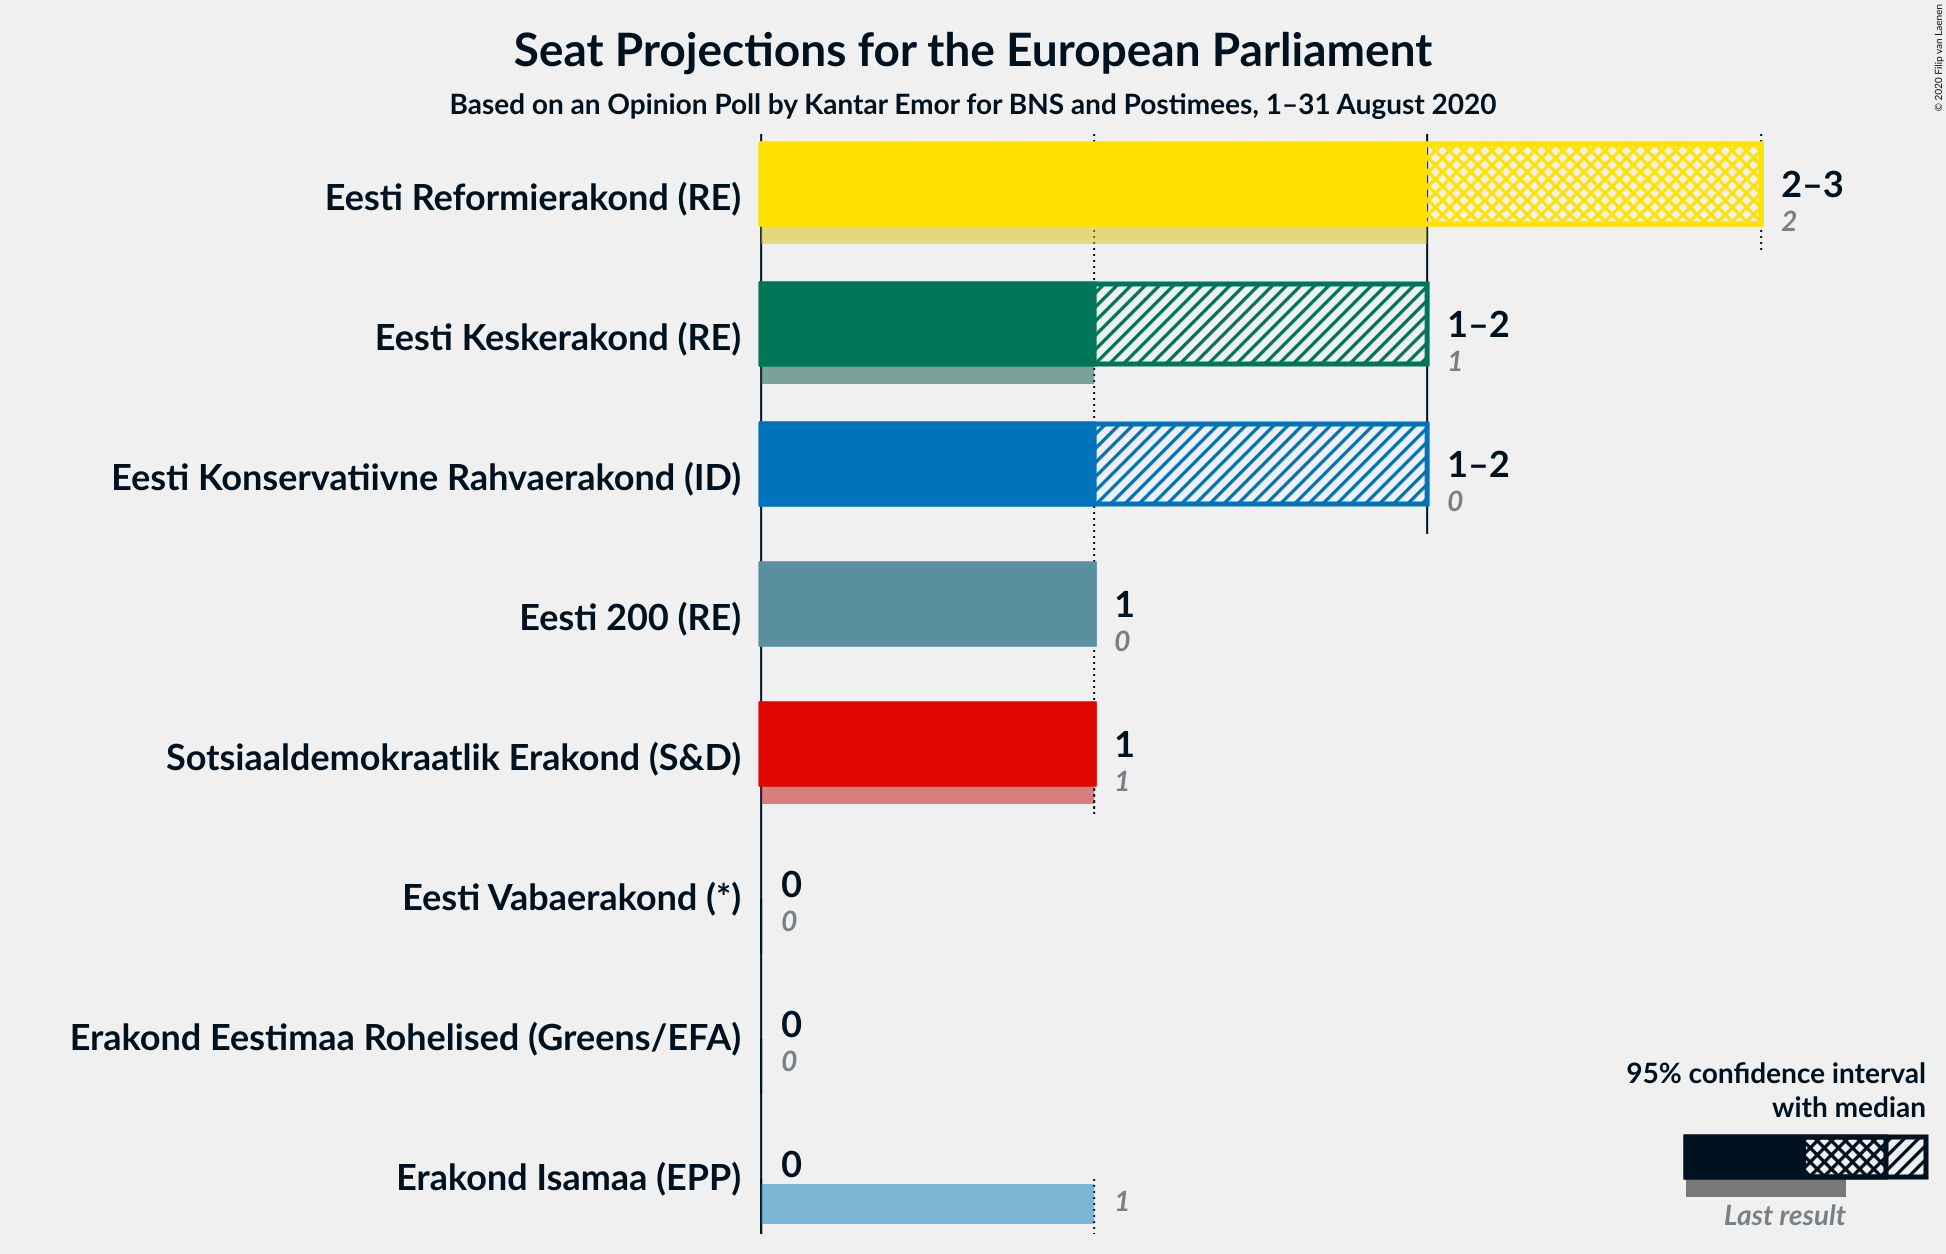 Seat Projections for the European Parliament
Based on an Opinion Poll by Kantar Emor for BNS and Postimees, 1–31 August 2020
© 2020 Filip van Laenen
Eesti Reformierakond (RE)
2–3
2
Eesti Keskerakond (RE)
1–2
1
Eesti Konservatiivne Rahvaerakond (ID)
1–2
0
Eesti 200 (RE)
1
0
Sotsiaaldemokraatlik Erakond (S&D)
1
1
Eesti Vabaerakond (*)
0
0
Erakond Eestimaa Rohelised (Greens/EFA)
0
0
Erakond Isamaa (EPP)
0
1
95% confidence interval
with median
Last result